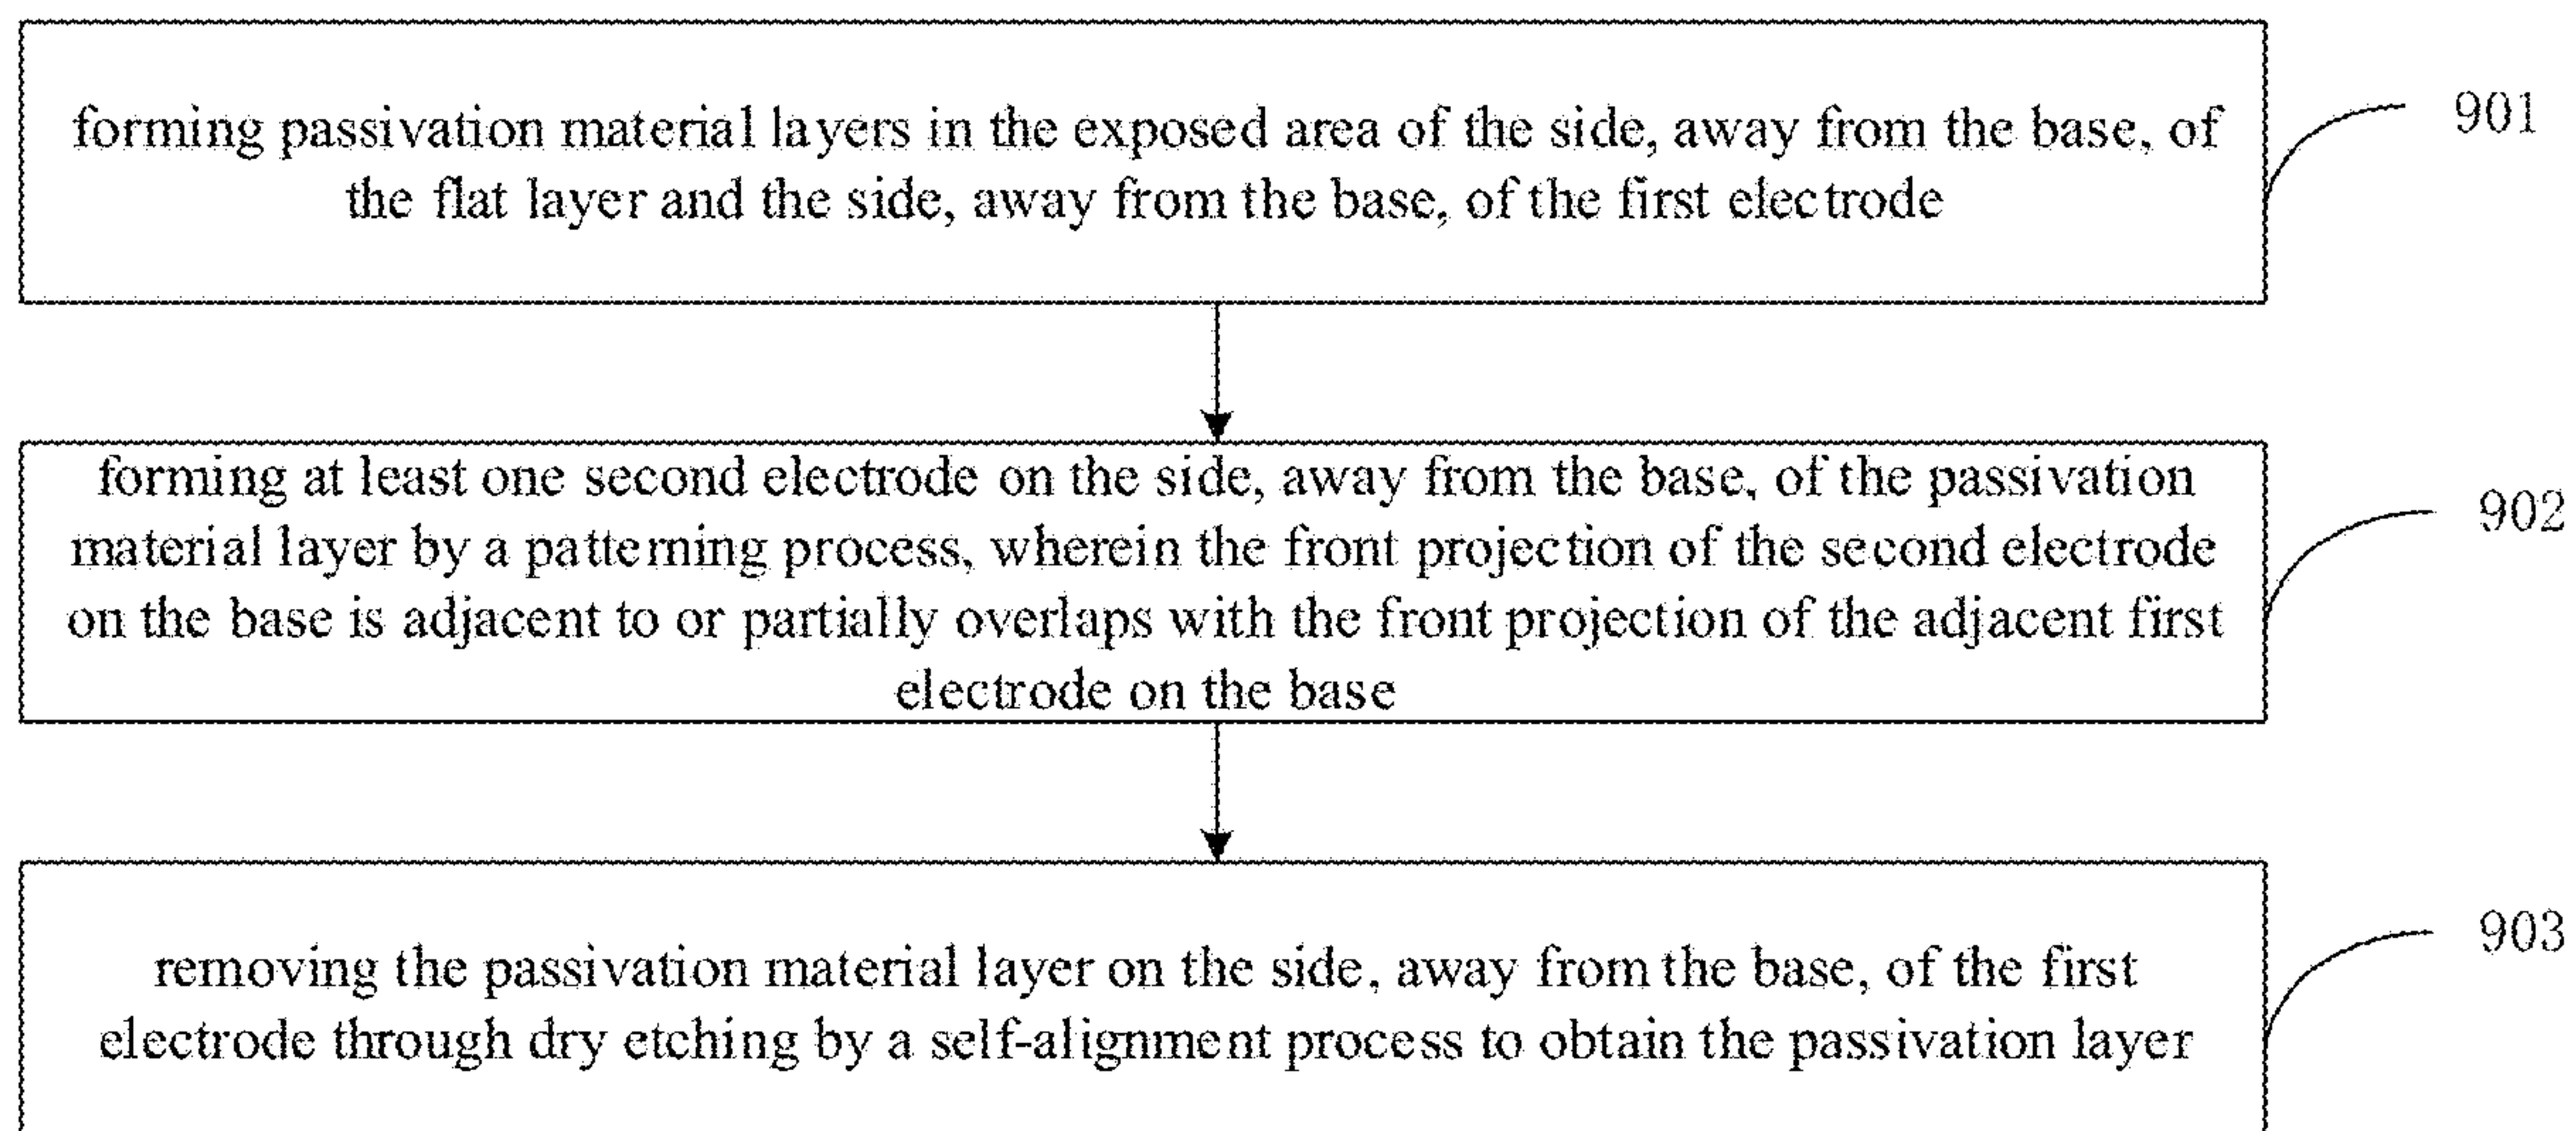 forming passivation material layers in the exposed area of the side, away from the base, of
the flat layer and the side, away from the base, of the first electrode
901
forming at least one second electrode on the side, away from the base, of the passivation
material layer by a patterning process, wherein the front projection of the second electrode
on the base is adjacent to or partially overlaps with the front projection of the adjacent first
electrode on the base
902
removing the passivation material layer on the side, away from the base, of the first
electrode through dry etching by a self-alignment process to obtain the passivation layer
903